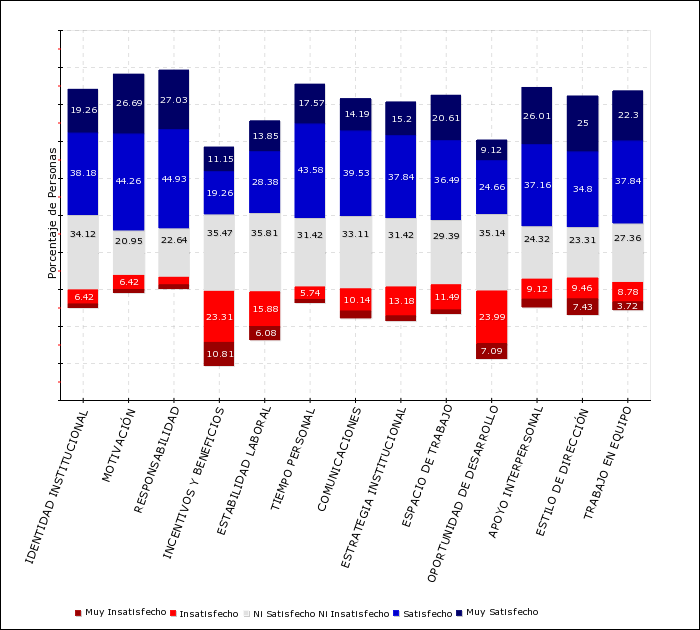 Porcentaje de Personas
19.26 26.69 27.03 11.15 13.85 17.57 14.19 15.2 20.61 9.12 26.01 25 22.3
38.18 44.26 44.93 19.26 28.38 43.58 39.53 37.84 36.49 24.66 37.16 34.8 37.84
34.12 20.95 22.64 35.47 35.81 31.42 33.11 31.42 29.39 35.14 24.32 23.31 27.36
6.42 6.42 23.31 15.88 5.74 10.14 13.18 11.49 23.99 9.12 9.46 8.78
10.81 6.08 7.09 7.43 3.72
IDENTIDAD INSTITUCIONAL
MOTIVACIÓN
RESPONSABILIDAD
INCENTIVOS Y BENEFICIOS
ESTABILIDAD LABORAL
TIEMPO PERSONAL
COMUNICACIONES
ESTRATEGIA INSTITUCIONAL
ESPACIO DE TRABAJO
OPORTUNIDAD DE DESARROLLO
APOYO INTERPERSONAL
ESTILO DE DIRECCIÓN
TRABAJO EN EQUIPO
Muy Insatisfecho Insatisfecho Ni Satisfecho Ni Insatisfecho Satisfecho Muy Satisfecho